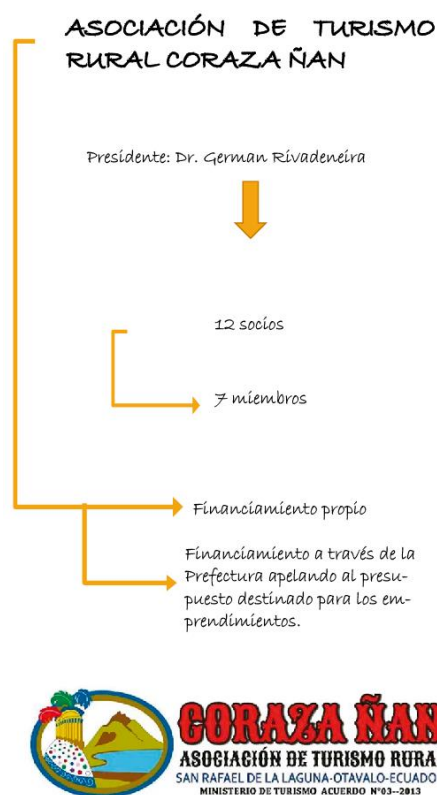 ASOCIACIÓN DE TURISMO
RURAL CORAZA ÑAN
Presidente: Dr. German Rivadeneira
12 socios
7 miembros
Financiamiento propio
Financiamiento a través de la
Prefectura apelando al presu-
puesto destinado para los em-
prendimientos.
CORAZA ÑAN
ASOCIACIÓN DE TURISMO RURA
SAN RAFAEL DE LA LAGUNA-OTAVALO-ECUADO
MINISTERIO DE TURISMO ACUERDO Nº03--2013